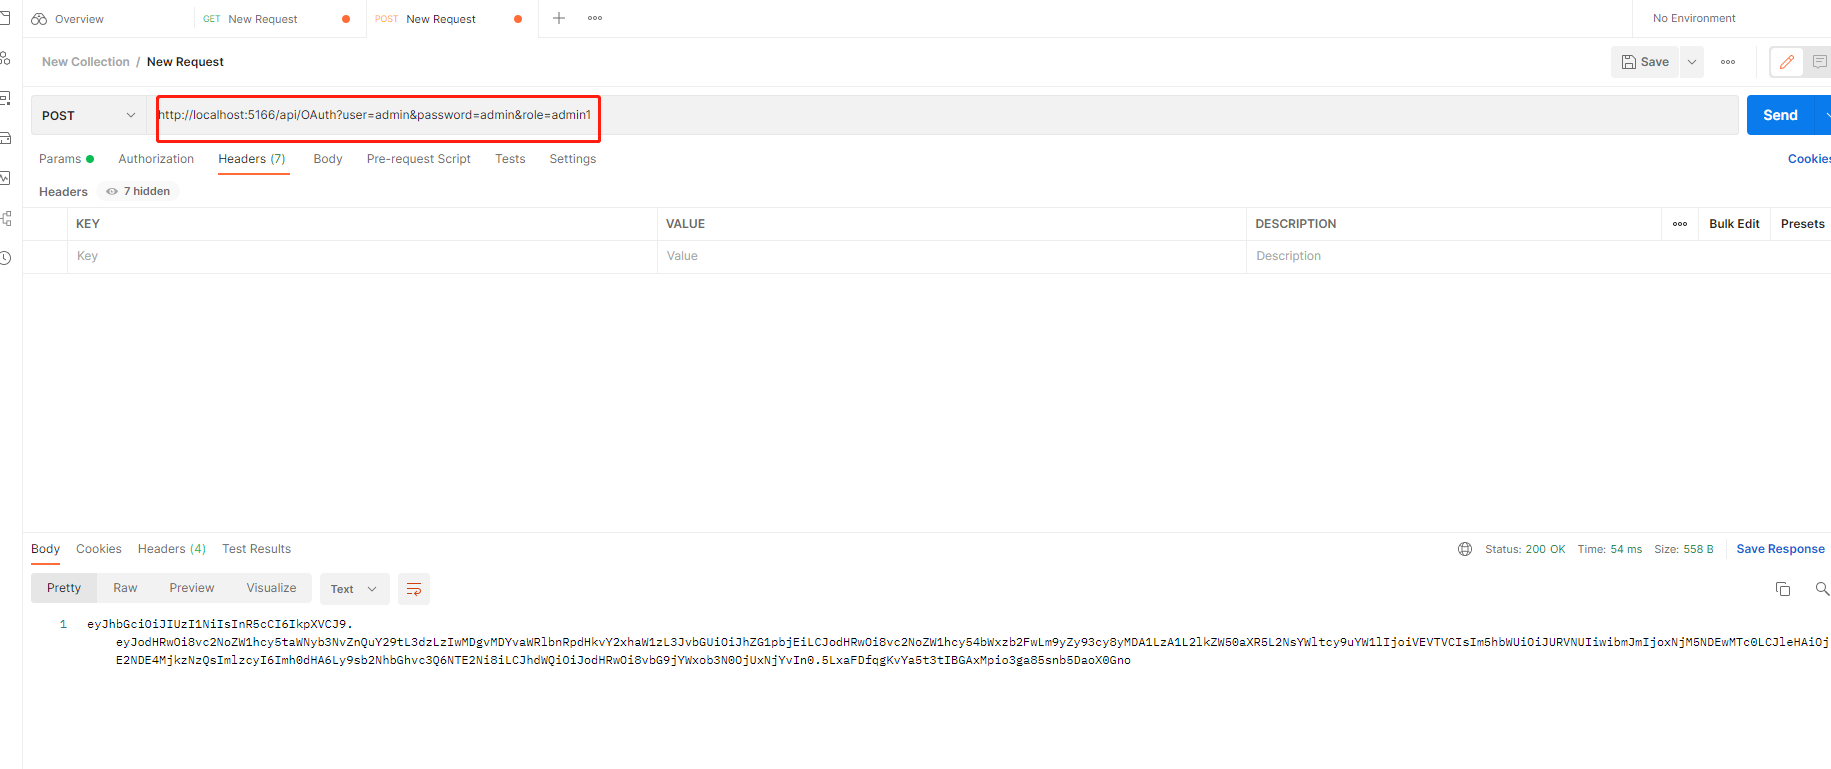 Overview
GET New Request
POST New Request
No Environment
New Collection / New Request
Save
POST
http://localhost:5166/api/OAuth?user=admin&password=admin&role=admin1
Send
Params
Authorization
Headers (7)
Body
Pre-request Script
Tests
Settings
Cookies
Headers
7 hidden
KEY
VALUE
DESCRIPTION
Bulk Edit
Presets
Key
Value
Description
Body
Cookies
Headers (4)
Test Results
Status: 200 OK
Time: 54 ms
Size: 558 B
Save Response
Pretty
Raw
Preview
Visualize
Text
1
eyJhbGciOiJIUzI1NiIsInR5cCI6IkpXVCJ9.
eyJodHRwOi8vc2NoZW1hcy5taWNyb3NvZnQuY29tL3dzLzIwMDgvMDYvaWRlbnRpdHkvY2xhaW1zL3JvbGUiOiJhZG1pbjEiLCJodHRwOi8vc2NoZW1hcy54bWxzb2FwLm9yZy93cy8yMDA1LzA1L2lkZW50aXR5L2NsYWltcy9uYW1lIjoiVEVTVCIsIm5hbWUiOiJURVNUIiwibmJmIjoxNjM5NDEwMTc0LCJleHAiOj
E2NDE4MjkzNzQsImlzcyI6Imh0dHA6Ly9sb2NhbGhvc3Q6NTE2Ni8iLCJhdWQiOiJodHRwOi8vbG9jYWxob3N0OjUxNjYvIn0.5LxaFDfqgKvYa5t3tIBGAxMpio3ga85snb5DaoX0Gno